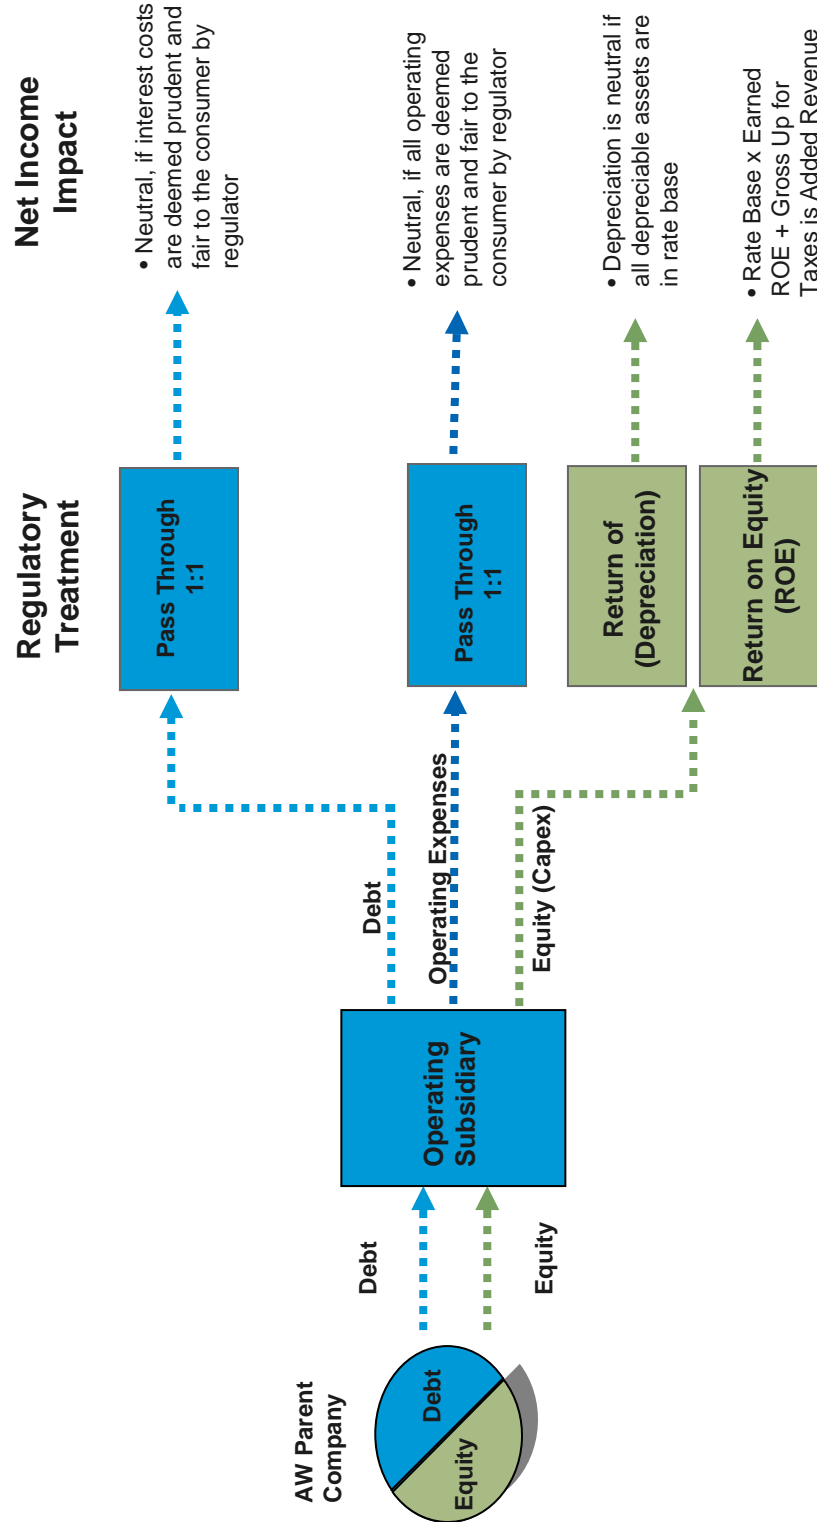 Regulatory
Treatment
Net Income
Impact
AW Parent
Company
Debt
Equity
Debt
Equity
Operating
Subsidiary
Debt
Operating Expenses
Equity (Capex)
Pass Through
1:1
• Neutral, if interest costs
are deemed prudent and
fair to the consumer by
regulator
Pass Through
1:1
• Neutral, if all operating
expenses are deemed
prudent and fair to the
consumer by regulator
Return of
(Depreciation)
• Depreciation is neutral if
all depreciable assets are
in rate base
Return on Equity
(ROE)
• Rate Base x Earned
ROE + Gross Up for
Taxes is Added Revenue